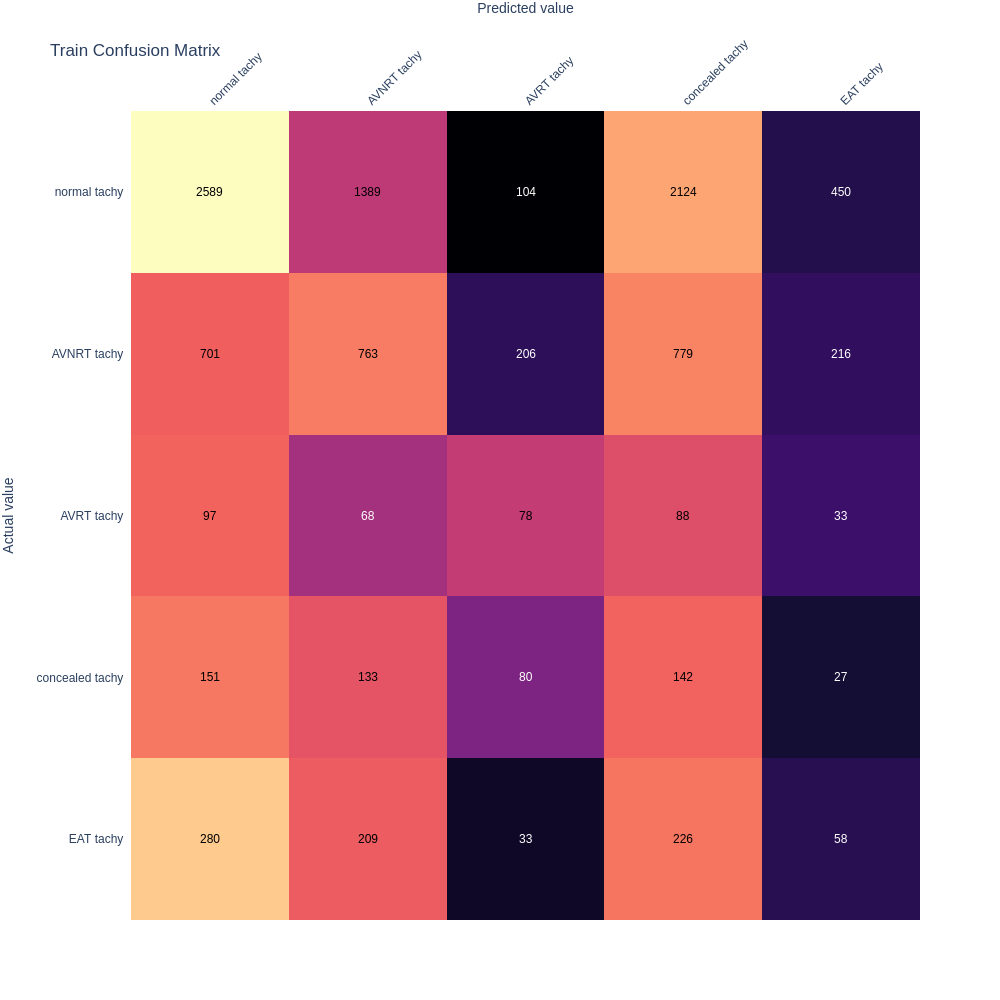 Predicted value
Train Confusion Matrix
normal tachy AVNRT tachy AVRT tachy concealed tachy EAT tachy
normal tachy 2589 1389 104 2124 450
AVNRT tachy 701 763 206 779 216
AVRT tachy 97 68 78 88 33
Actual value
concealed tachy 151 133 80 142 27
EAT tachy 280 209 33 226 58